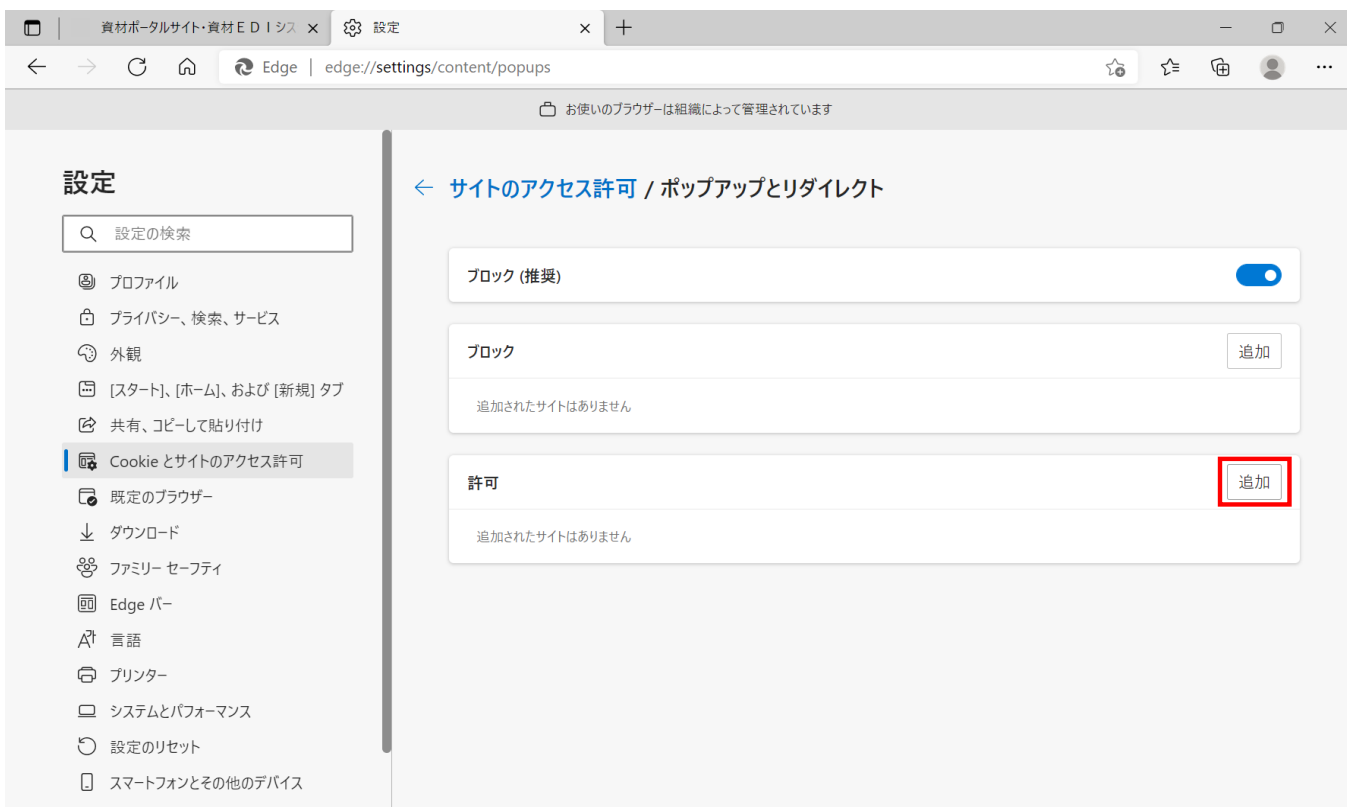 資材ポータルサイト・資材ＥＤＩシス
設定
Edge | edge://settings/content/popups
お使いのブラウザーは組織によって管理されています
設定
設定の検索
プロファイル
プライバシー、検索、サービス
外観
[スタート]、[ホーム]、および [新規] タブ
共有、コピーして貼り付け
Cookie とサイトのアクセス許可
既定のブラウザー
ダウンロード
ファミリー セーフティ
Edge バー
言語
プリンター
システムとパフォーマンス
設定のリセット
スマートフォンとその他のデバイス
サイトのアクセス許可 / ポップアップとリダイレクト
ブロック (推奨)
ブロック
追加
追加されたサイトはありません
許可
追加
追加されたサイトはありません